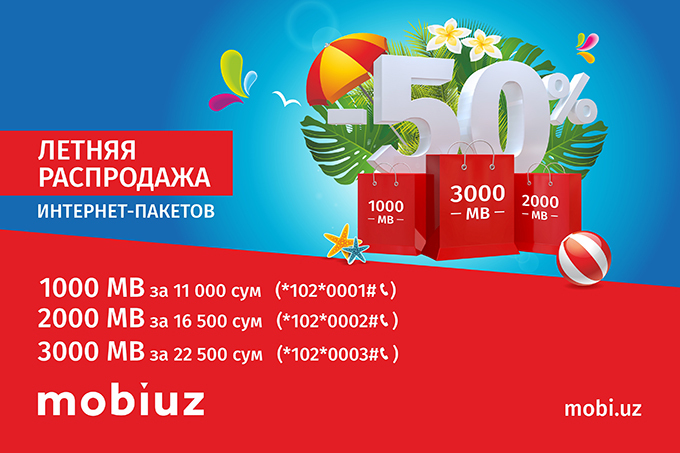 -50%
ЛЕТНЯЯ
РАСПРОДАЖА
ИНТЕРНЕТ-ПАКЕТОВ
1000
MB
3000
MB
2000
MB
1000 MB за 11 000 сум (*102*0001#)
2000 MB за 16 500 сум (*102*0002#)
3000 MB за 22 500 сум (*102*0003#)
mobiuz
mobi.uz